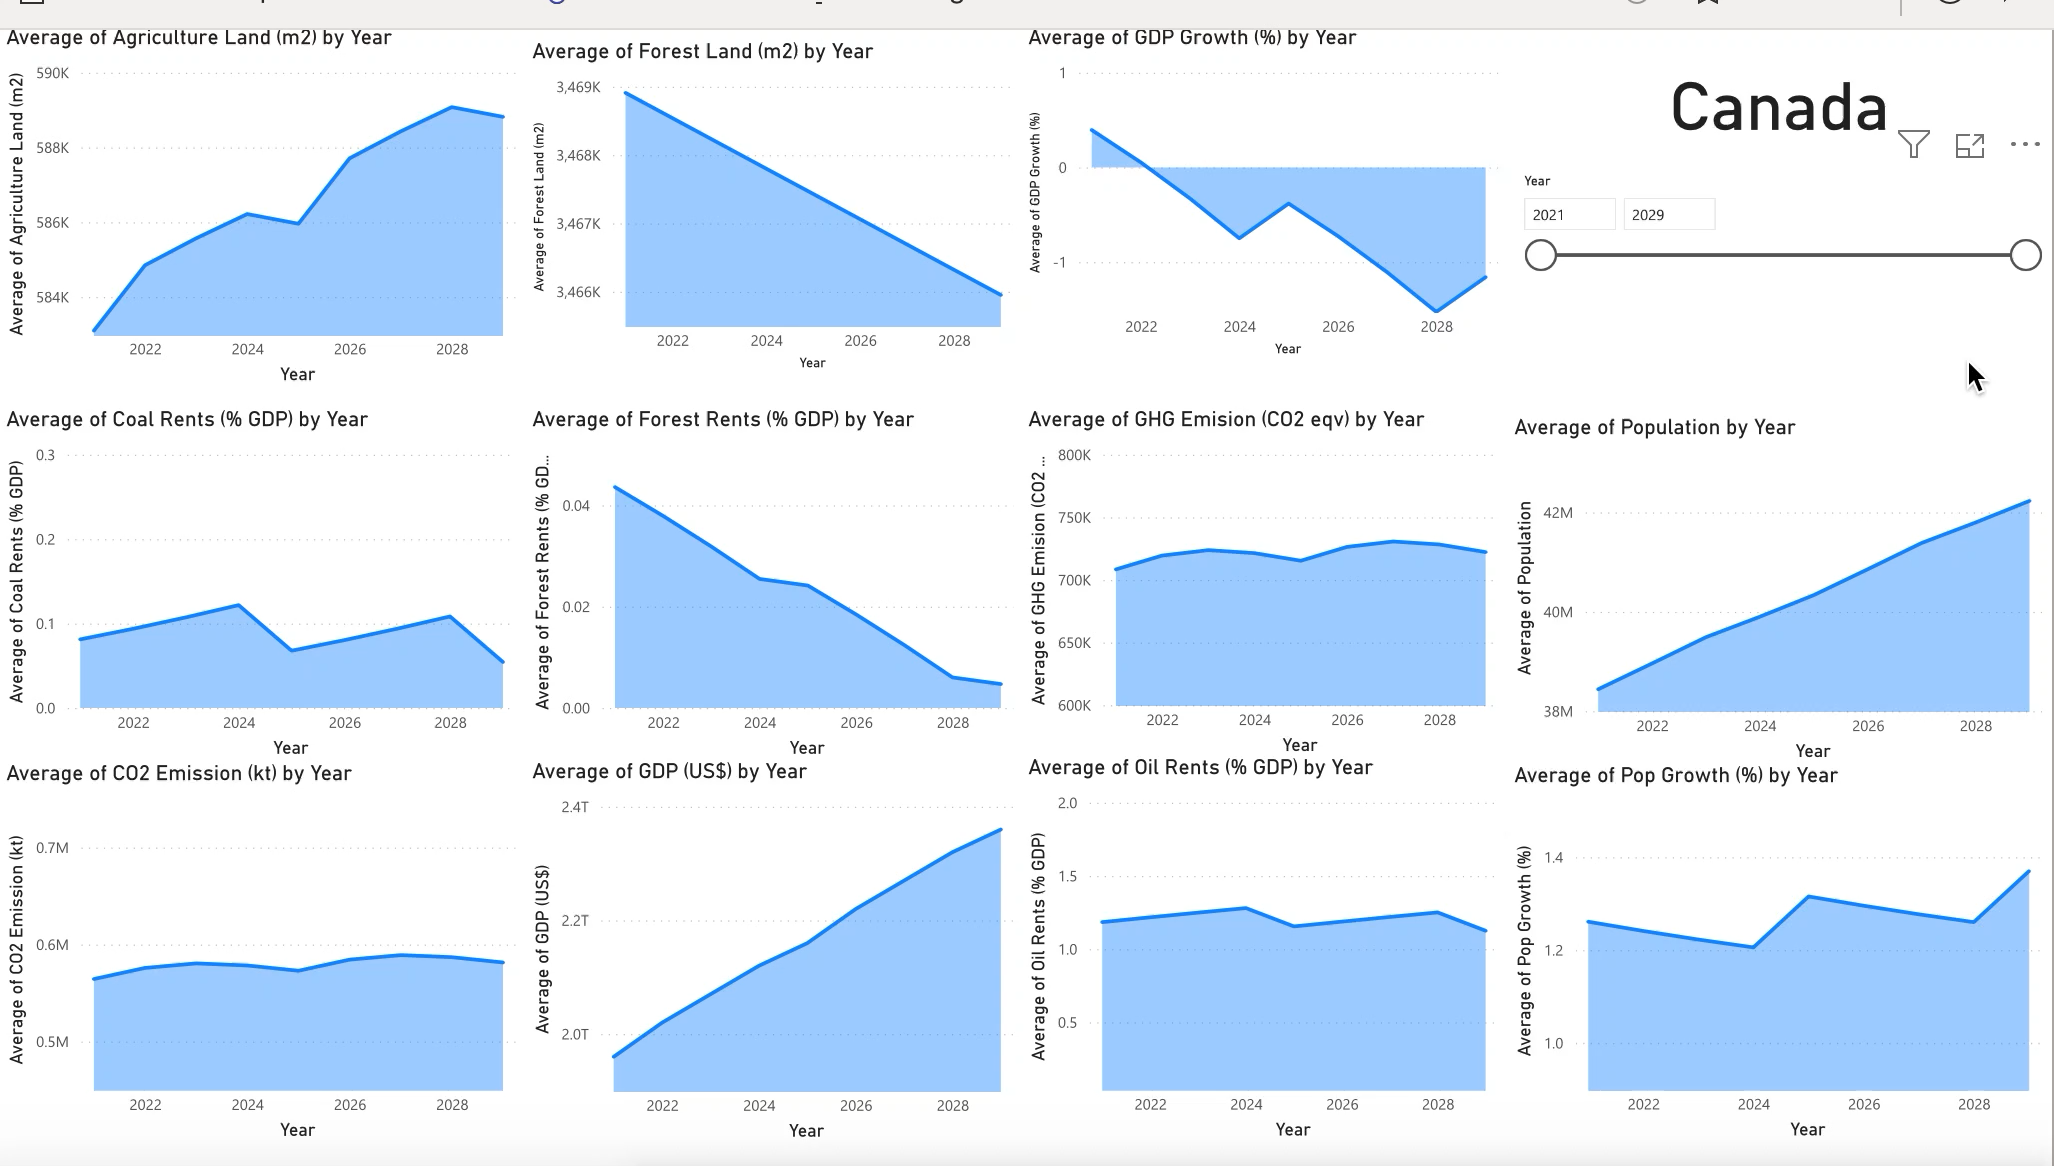 Average of Agriculture Land (m2) by Year
Average of Agriculture Land (m2)
590K
588K
586K
584K
2022 2024 2026 2028
Year
Average of Forest Land (m2) by Year
Average of Forest Land (m2)
3,469K
3,468K
3,467K
3,466K
2022 2024 2026 2028
Year
Average of GDP Growth (%) by Year
Average of GDP Growth (%)
1
0
-1
2022 2024 2026 2028
Year
Canada
Year
2021 2029
Average of Coal Rents (% GDP) by Year
Average of Coal Rents (% GDP)
0.3
0.2
0.1
0.0
2022 2024 2026 2028
Year
Average of Forest Rents (% GDP) by Year
Average of Forest Rents (% GD...
0.04
0.02
0.00
2022 2024 2026 2028
Year
Average of GHG Emision (CO2 eqv) by Year
Average of GHG Emision (CO2 ...
800K
750K
700K
650K
600K
2022 2024 2026 2028
Year
Average of Population by Year
Average of Population
42M
40M
38M
2022 2024 2026 2028
Year
Average of CO2 Emission (kt) by Year
Average of CO2 Emission (kt)
0.7M
0.6M
0.5M
2022 2024 2026 2028
Year
Average of GDP (US$) by Year
Average of GDP (US$)
2.4T
2.2T
2.0T
2022 2024 2026 2028
Year
Average of Oil Rents (% GDP) by Year
Average of Oil Rents (% GDP)
2.0
1.5
1.0
0.5
2022 2024 2026 2028
Year
Average of Pop Growth (%) by Year
Average of Pop Growth (%)
1.4
1.2
1.0
2022 2024 2026 2028
Year